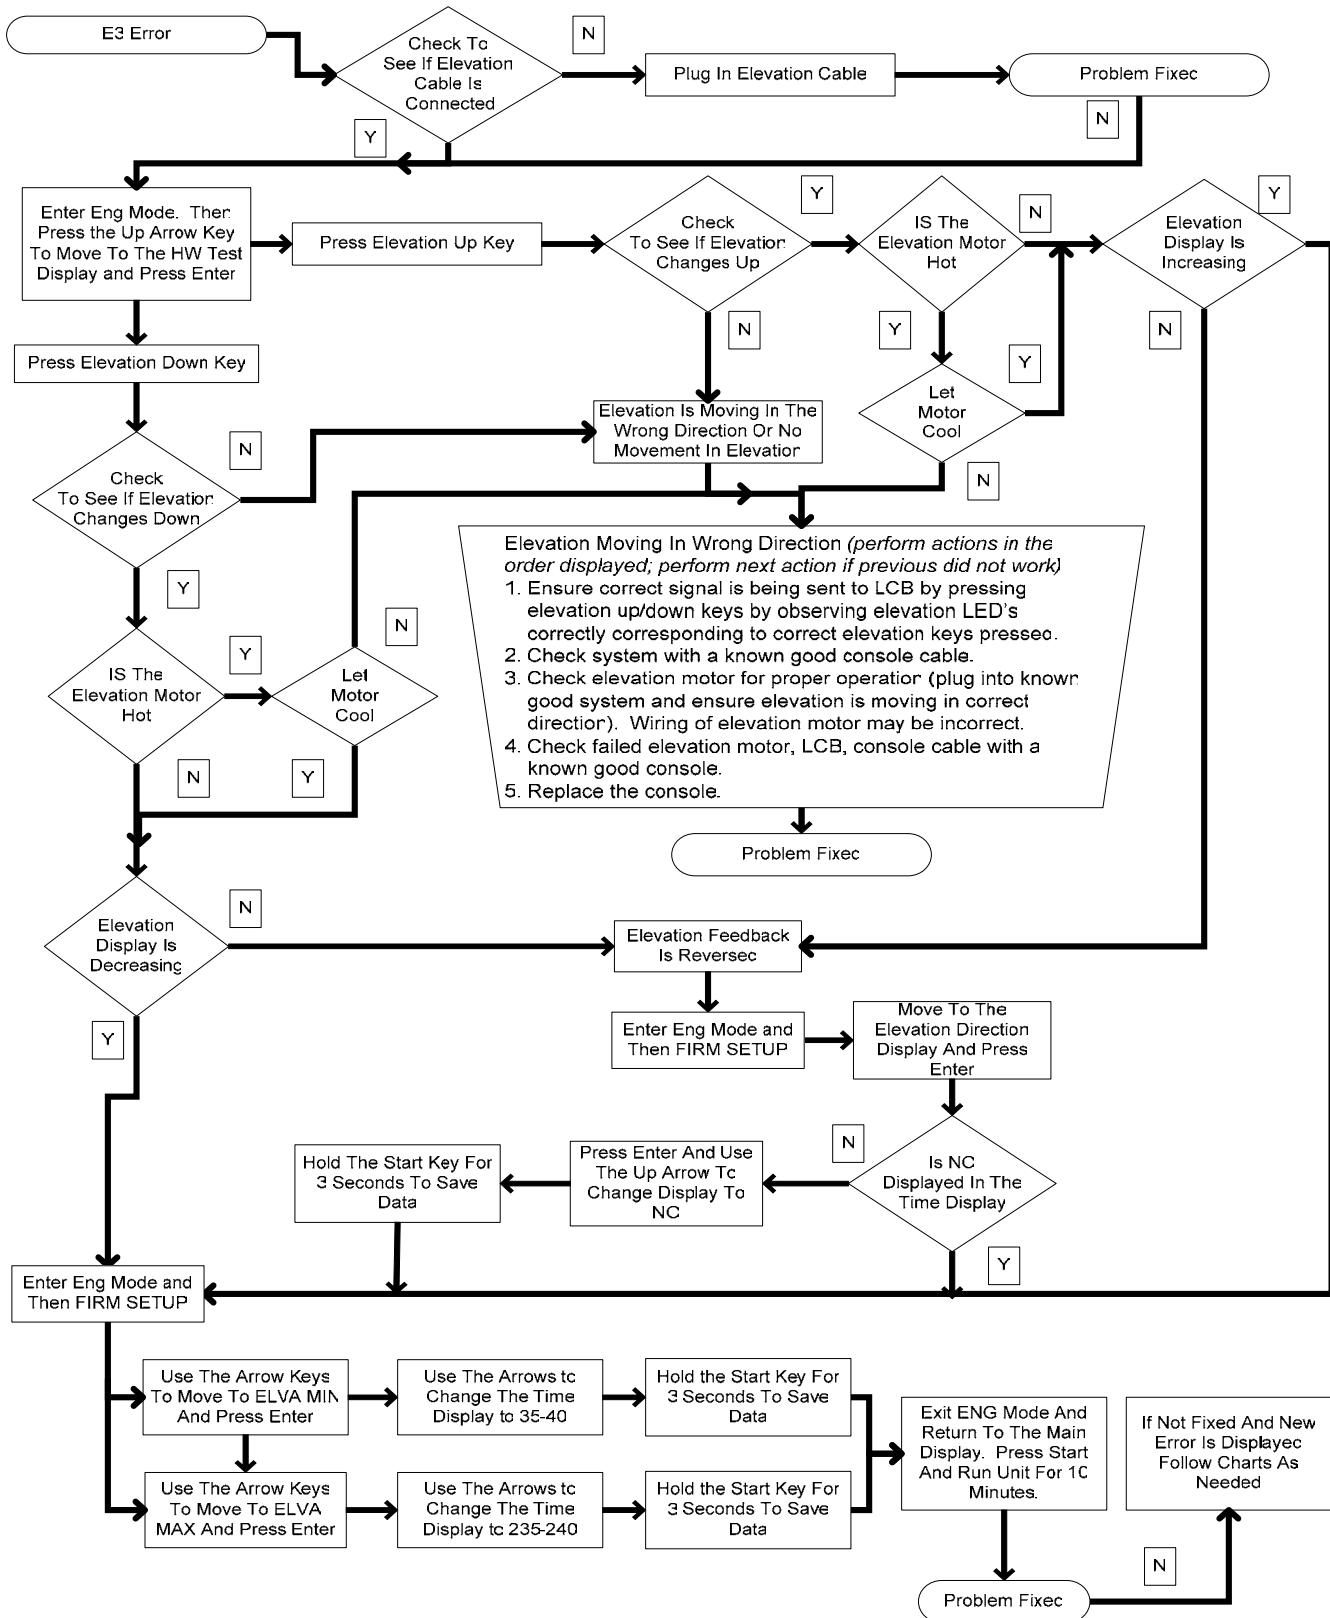 E3 Error
Check To
See If Elevation
Cable Is
Connected
N
Plug In Elevation Cable
Problem Fixec
N
Y
Enter Eng Mode. Then
Press the Up Arrow Key
To Move To The HW Test
Display and Press Enter
Press Elevation Up Key
Check
To See If Elevation
Changes Up
Y
IS The
Elevation Motor
Hot
N
Elevation
Display Is
Increasing
Y
N
Y
N
Press Elevation Down Key
Let
Motor
Cool
Y
N
Elevation Is Moving In The
Wrong Direction Or No
Movement In Elevation
Check
To See If Elevation
Changes Down
N
Y
Elevation Moving In Wrong Direction (perform actions in the
order displayed; perform next action if previous did not work)
1. Ensure correct signal is being sent to LCB by pressing
elevation up/down keys by observing elevation LED's
correctly corresponding to correct elevation keys pressed.
2. Check system with a known good console cable.
3. Check elevation motor for proper operation (plug into known
good system and ensure elevation is moving in correct
direction). Wiring of elevation motor may be incorrect.
4. Check failed elevation motor, LCB, console cable with a
known good console.
5. Replace the console.
IS The
Elevation Motor
Hot
Y
Let
Motor
Cool
N
N
Y
Problem Fixec
Elevation
Display Is
Decreasing
N
Y
Elevation Feedback
Is Reversec
Enter Eng Mode and
Then FIRM SETUP
Move To The
Elevation Direction
Display And Press
Enter
Is NC
Displayed In The
Time Display
N
Y
Press Enter And Use
The Up Arrow To
Change Display To
NC
Hold The Start Key For
3 Seconds To Save
Data
Enter Eng Mode and
Then FIRM SETUP
Use The Arrow Keys
To Move To ELVA MIN
And Press Enter
Use The Arrows to
Change The Time
Display to 35-40
Hold the Start Key For
3 Seconds To Save
Data
Use The Arrow Keys
To Move To ELVA
MAX And Press Enter
Use The Arrows to
Change The Time
Display to 235-240
Hold the Start Key For
3 Seconds To Save
Data
Exit ENG Mode And
Return To The Main
Display. Press Start
And Run Unit For 10
Minutes.
If Not Fixed And New
Error Is Displayed
Follow Charts As
Needed
N
Problem Fixec